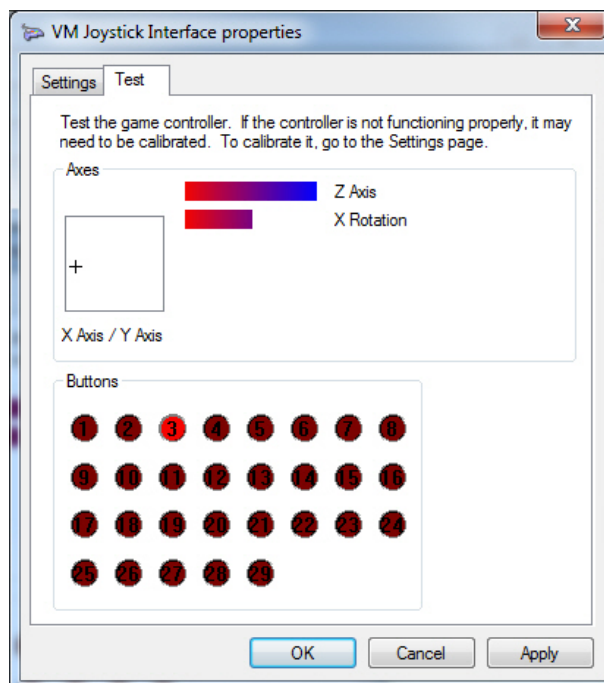 VM Joystick Interface properties
Settings Test
Test the game controller. If the controller is not functioning properly, it may
need to be calibrated. To calibrate it, go to the Settings page.
Axes
Z Axis
X Rotation
X Axis / Y Axis
Buttons
1 2 3 4 5 6 7 8
9 10 11 12 13 14 15 16
17 18 19 20 21 22 23 24
25 26 27 28 29
OK Cancel Apply